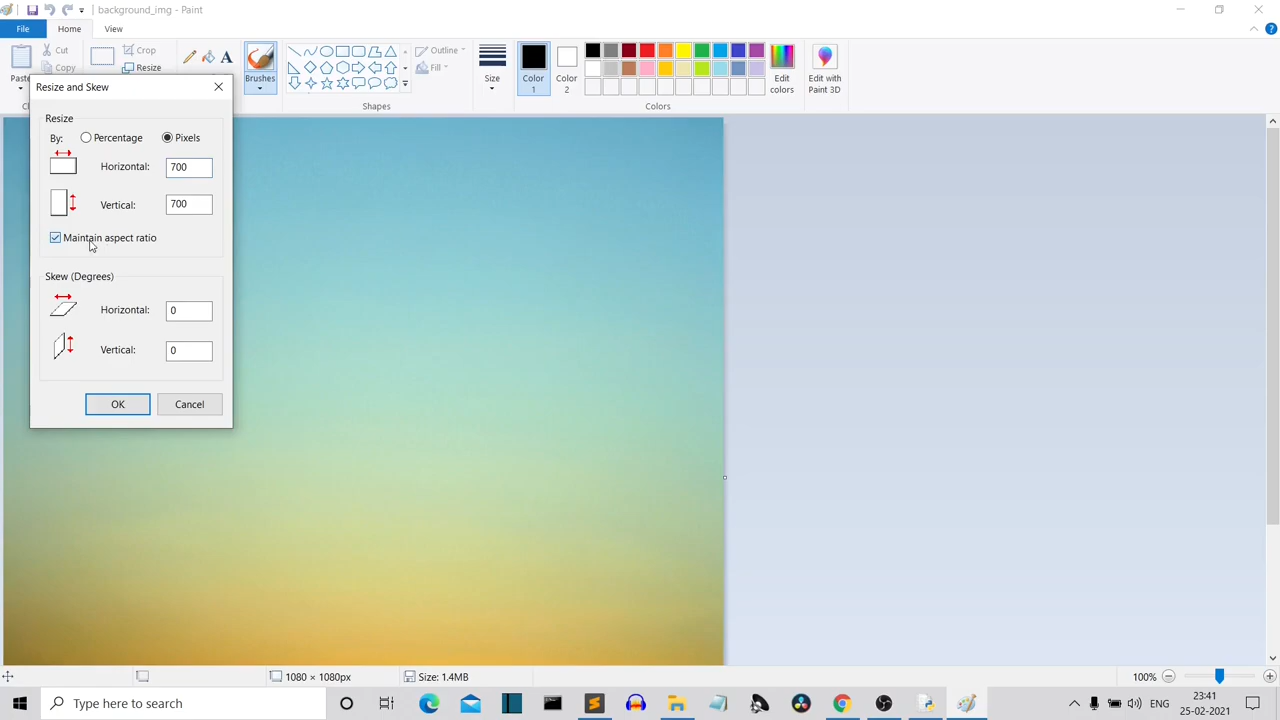 background_img - Paint
File
Home
View
Cut
Copy
Paste
Crop
Resize
Brushes
Outline
Fill
Shapes
Size
Color
1
Color
2
Edit
colors
Colors
Edit with
Paint 3D
Resize and Skew
Resize
By:
Percentage
Pixels
Horizontal:
700
Vertical:
700
Maintain aspect ratio
Skew (Degrees)
Horizontal:
0
Vertical:
0
OK
Cancel
1080 × 1080px
Size: 1.4MB
100%
Type here to search
ENG
23:41
25-02-2021